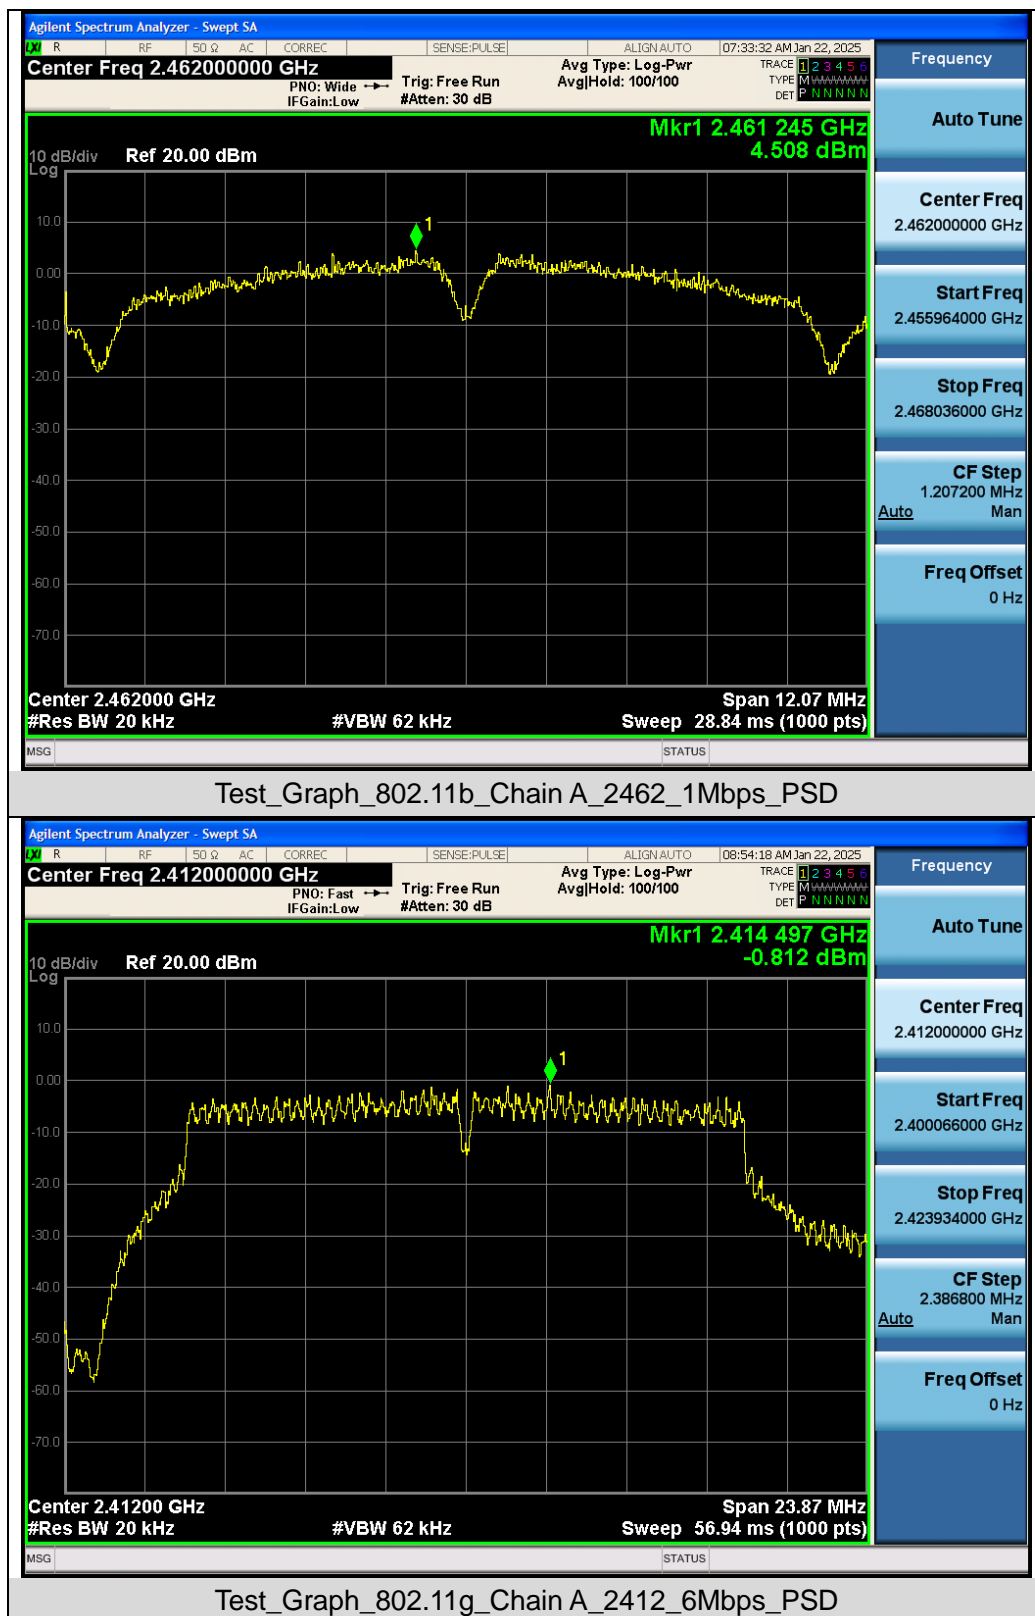 Agilent Spectrum Analyzer - Swept SA
LXI R RF 50 Ω AC CORREC SENSE:PULSE ALIGN AUTO 07:33:32 AM Jan 22, 2025
Center Freq 2.462000000 GHz
PNO: Wide
IFGain:Low
Trig: Free Run
#Atten: 30 dB
Avg Type: Log-Pwr
Avg|Hold: 100/100
TRACE 1 2 3 4 5 6
TYPE M WWWWW
DET P N N N N N
Mkr1 2.461 245 GHz
4.508 dBm
10 dB/div Ref 20.00 dBm
Log
1
10.0
0.00
-10.0
-20.0
-30.0
-40.0
-50.0
-60.0
-70.0
Center 2.462000 GHz Span 12.07 MHz
#Res BW 20 kHz #VBW 62 kHz Sweep 28.84 ms (1000 pts)
MSG STATUS
Frequency
Auto Tune
Center Freq
2.462000000 GHz
Start Freq
2.455964000 GHz
Stop Freq
2.468036000 GHz
CF Step
1.207200 MHz
Auto Man
Freq Offset
0 Hz
Test_Graph_802.11b_Chain A_2462_1Mbps_PSD
Agilent Spectrum Analyzer - Swept SA
LXI R RF 50 Ω AC CORREC SENSE:PULSE ALIGN AUTO 08:54:18 AM Jan 22, 2025
Center Freq 2.412000000 GHz
PNO: Fast
IFGain:Low
Trig: Free Run
#Atten: 30 dB
Avg Type: Log-Pwr
Avg|Hold: 100/100
TRACE 1 2 3 4 5 6
TYPE M WWWWW
DET P N N N N N
Mkr1 2.414 497 GHz
-0.812 dBm
10 dB/div Ref 20.00 dBm
Log
1
10.0
0.00
-10.0
-20.0
-30.0
-40.0
-50.0
-60.0
-70.0
Center 2.41200 GHz Span 23.87 MHz
#Res BW 20 kHz #VBW 62 kHz Sweep 56.94 ms (1000 pts)
MSG STATUS
Frequency
Auto Tune
Center Freq
2.412000000 GHz
Start Freq
2.400066000 GHz
Stop Freq
2.423934000 GHz
CF Step
2.386800 MHz
Auto Man
Freq Offset
0 Hz
Test_Graph_802.11g_Chain A_2412_6Mbps_PSD